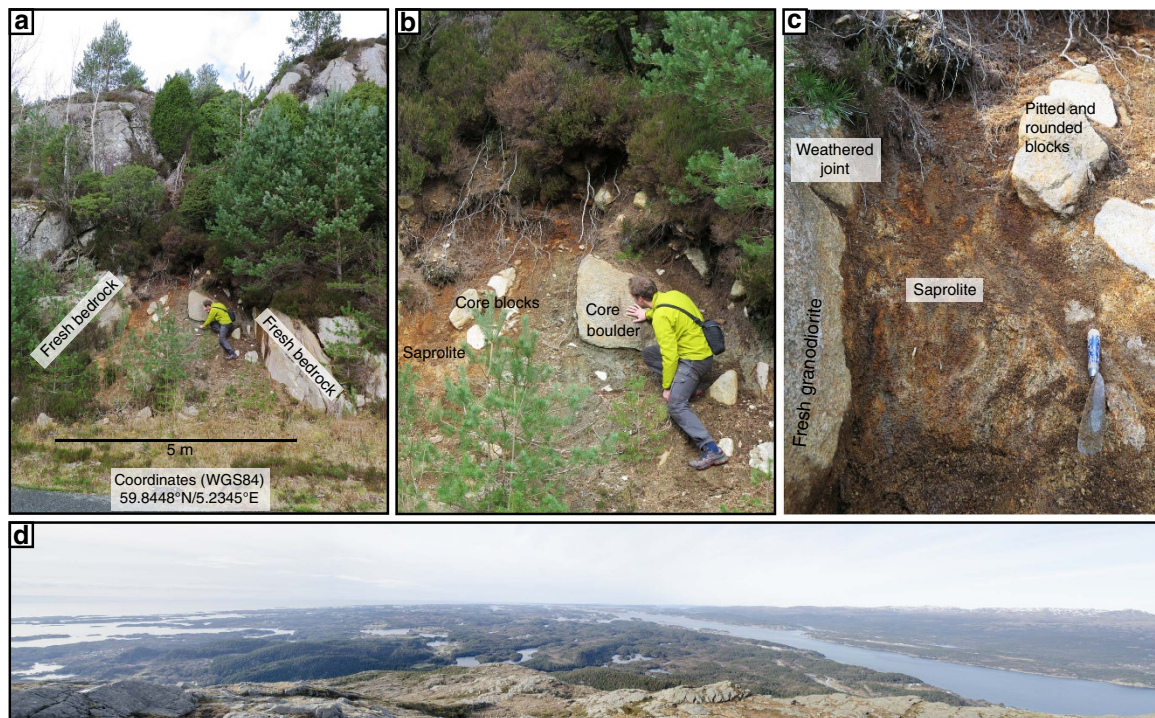 a
Fresh bedrock
Fresh bedrock
5 m
Coordinates (WGS84)
59.8448°N/5.2345°E
b
Core blocks
Core
boulder
Saprolite
c
Pitted and
rounded
blocks
Weathered
joint
Saprolite
Fresh granodiorite
d